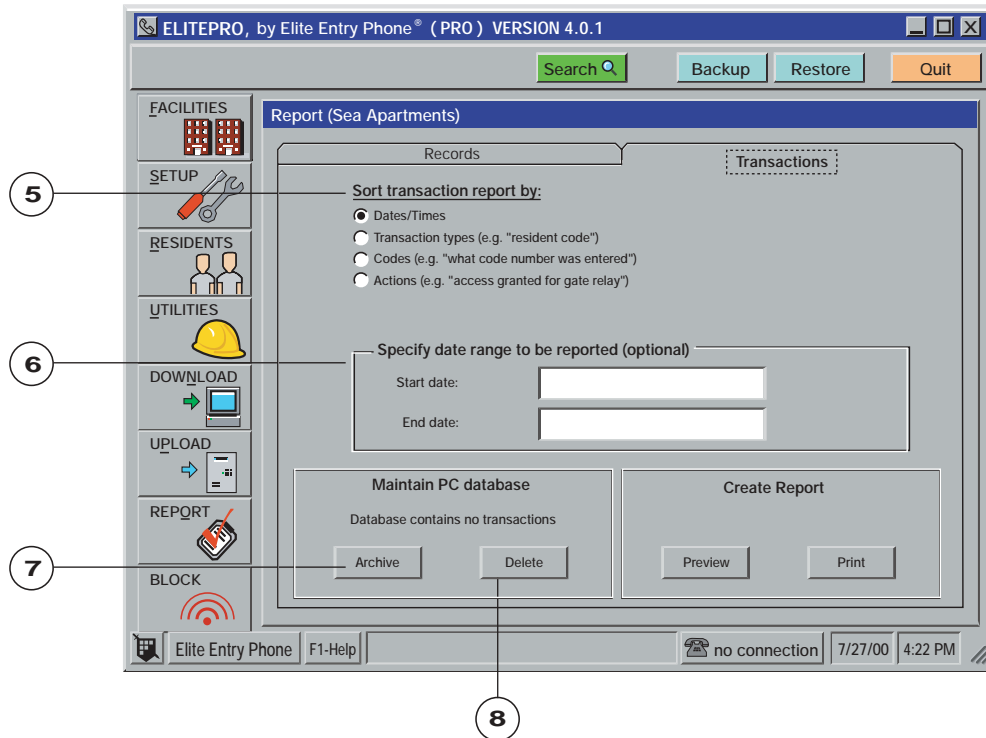 ELITEPRO, by Elite Entry Phone® (PRO) VERSION 4.0.1
Search Backup Restore Quit
FACILITIES
SETUP
RESIDENTS
UTILITIES
DOWNLOAD
UPLOAD
REPORT
BLOCK
Report (Sea Apartments)
Records Transactions
5
Sort transaction report by:
Dates/Times
Transaction types (e.g. "resident code")
Codes (e.g. "what code number was entered")
Actions (e.g. "access granted for gate relay")
6
Specify date range to be reported (optional)
Start date:
End date:
Maintain PC database
Database contains no transactions
7
Archive Delete
Create Report
Preview Print
Elite Entry Phone F1-Help no connection 7/27/00 4:22 PM
8